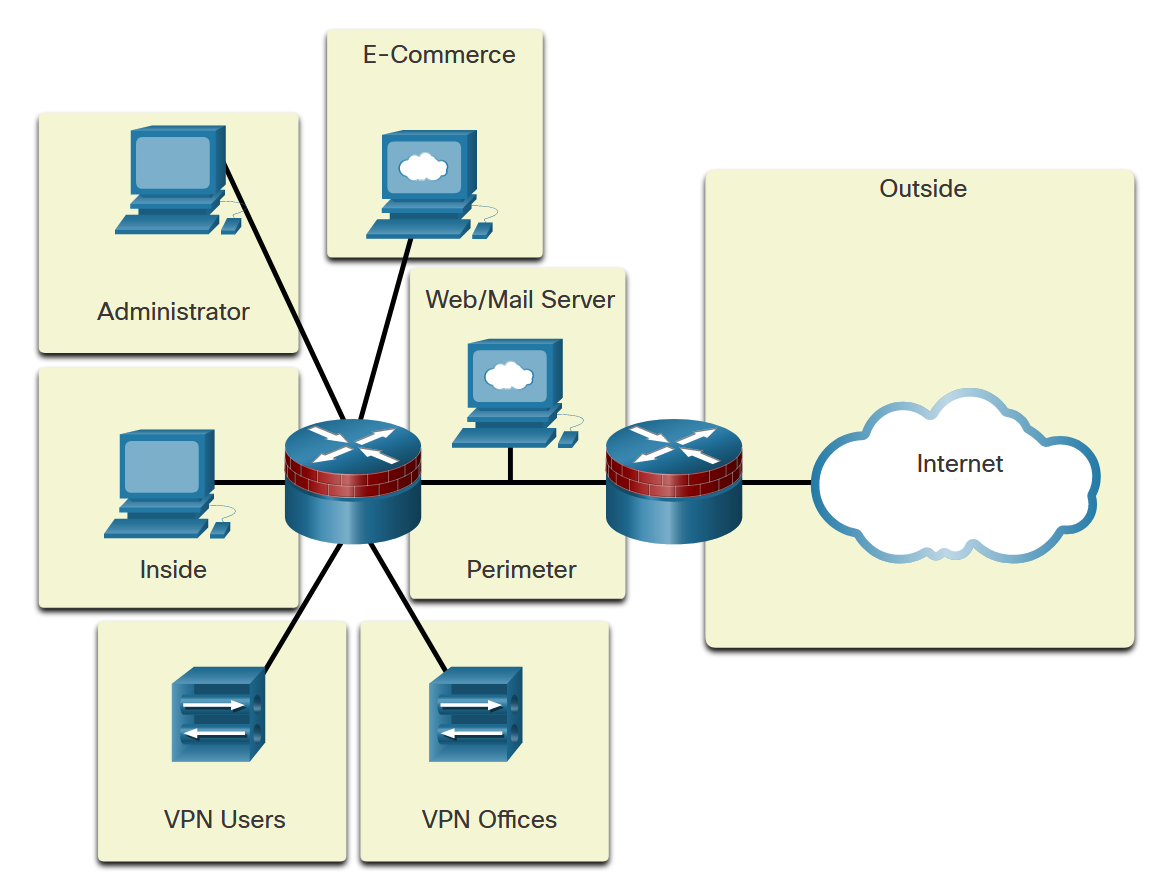 E-Commerce
Administrator
Outside
Web/Mail Server
Internet
Inside
Perimeter
VPN Users
VPN Offices